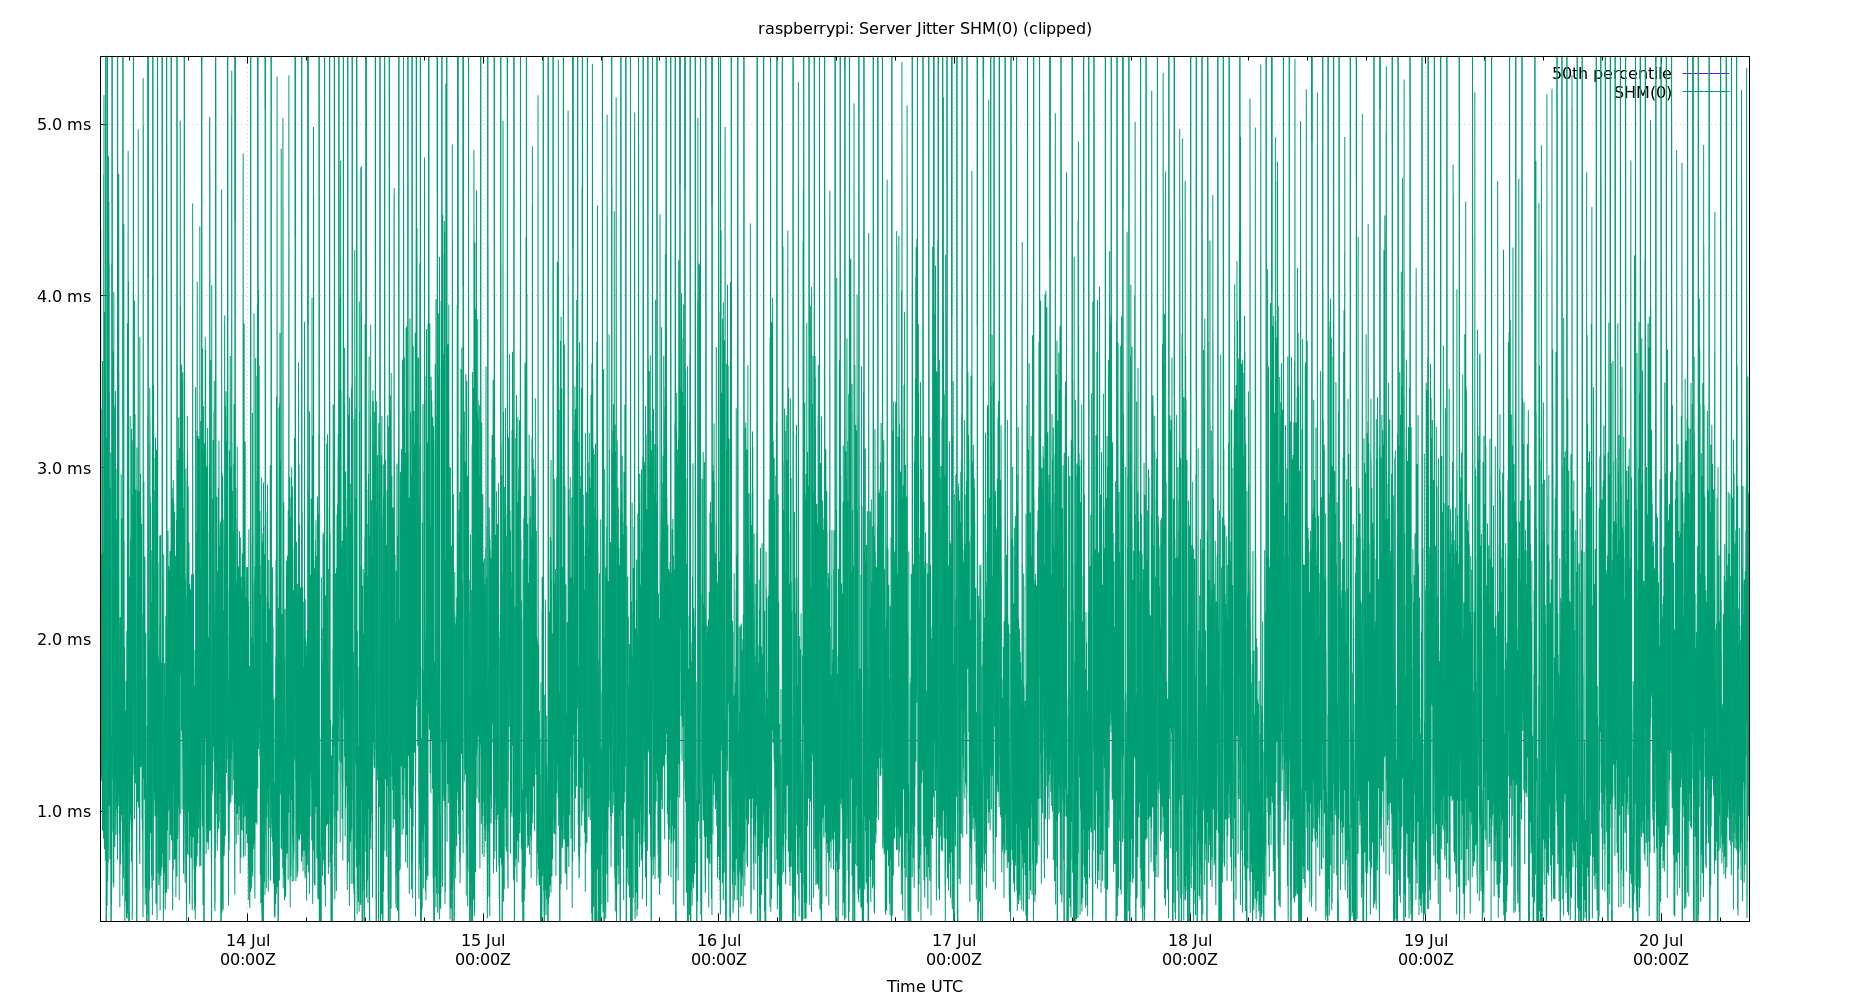 raspberrypi: Server Jitter SHM(0) (clipped)
50th percentile
SHM(0)
5.0 ms
4.0 ms
3.0 ms
2.0 ms
1.0 ms
14 Jul 15 Jul 16 Jul 17 Jul 18 Jul 19 Jul 20 Jul
00:00Z 00:00Z 00:00Z 00:00Z 00:00Z 00:00Z 00:00Z
Time UTC